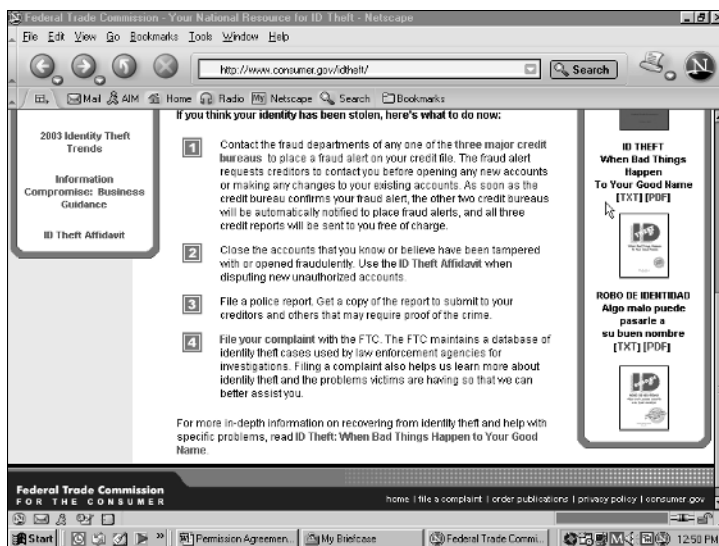 Federal Trade Commission - Your National Resource for ID Theft - Netscape
File Edit View Go Bookmarks Tools Window Help
http://www.consumer.gov/idtheft/
Search
N
Mail AIM Home Radio My Netscape Search Bookmarks
2003 Identity Theft
Trends
Information
Compromise: Business
Guidance
ID Theft Affidavit
If you think your identity has been stolen, here's what to do now:
1
Contact the fraud departments of any one of the three major credit
bureaus to place a fraud alert on your credit file. The fraud alert
requests creditors to contact you before opening any new accounts
or making any changes to your existing accounts. As soon as the
credit bureau confirms your fraud alert, the other two credit bureaus
will be automatically notified to place fraud alerts, and all three
credit reports will be sent to you free of charge.
2
Close the accounts that you know or believe have been tampered
with or opened fraudulently. Use the ID Theft Affidavit when
disputing new unauthorized accounts.
3
File a police report. Get a copy of the report to submit to your
creditors and others that may require proof of the crime.
4
File your complaint with the FTC. The FTC maintains a database of
identity theft cases used by law enforcement agencies for
investigations. Filing a complaint also helps us learn more about
identity theft and the problems victims are having so that we can
better assist you.
For more in-depth information on recovering from identity theft and help with
specific problems, read ID Theft: When Bad Things Happen to Your Good
Name.
ID THEFT
When Bad Things
Happen
To Your Good Name
[TXT] [PDF]
ID
ROBO DE IDENTIDAD
Algo malo puede
pasarle a
su buen nombre
[TXT] [PDF]
ID
Federal Trade Commission
FOR THE CONSUMER
home | file a complaint | order publications | privacy policy | consumer.gov
Start
Permission Agreemen...
My Briefcase
Federal Trade Commi...
12:50 PM